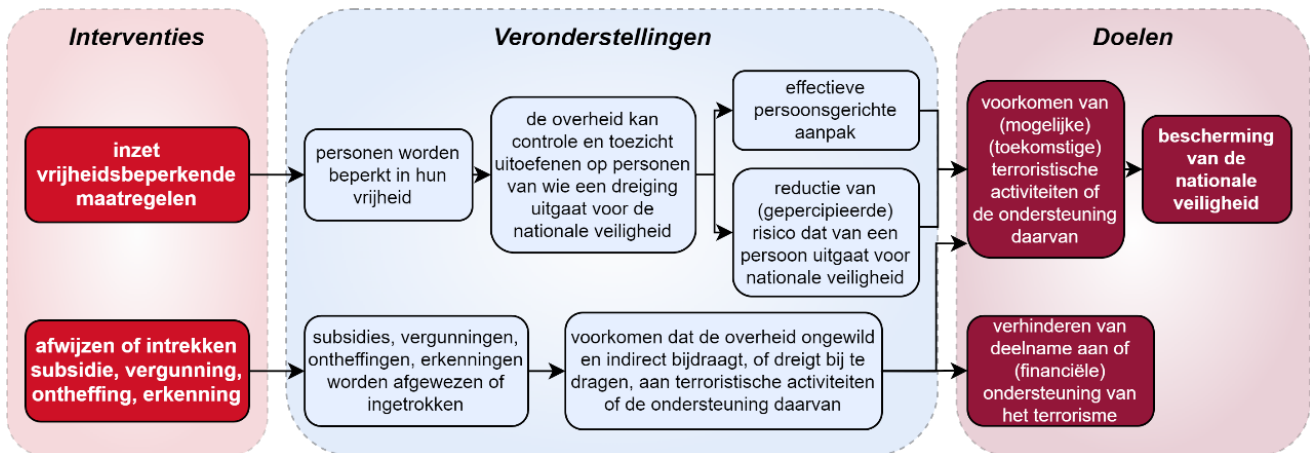 Interventies
Veronderstellingen
Doelen
inzet
vrijheidsbeperkende
maatregelen
personen worden
beperkt in hun
vrijheid
de overheid kan
controle en toezicht
uitoefenen op personen
van wie een dreiging
uitgaat voor de
nationale veiligheid
effectieve
persoonsgerichte
aanpak
reductie van
(gepercipieerde)
risico dat van een
persoon uitgaat voor
nationale veiligheid
voorkomen van
(mogelijke)
(toekomstige)
terroristische
activiteiten of
de ondersteuning
daarvan
bescherming
van de
nationale
veiligheid
afwijzen of intrekken
subsidie, vergunning,
ontheffing, erkenning
subsidies, vergunningen,
ontheffingen, erkenningen
worden afgewezen of
ingetrokken
voorkomen dat de overheid ongewild
en indirect bijdraagt, of dreigt bij te
dragen, aan terroristische activiteiten
of de ondersteuning daarvan
verhinderen van
deelname aan of
(financiële)
ondersteuning van
het terrorisme